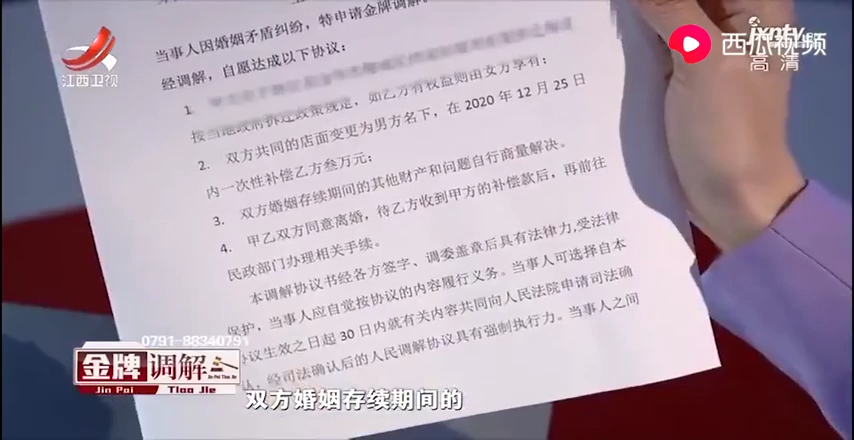 当事人因婚姻矛盾纠纷，特申请金牌调解。
经调解，自愿达成以下协议：
1.
按当地政府拆迁政策规定，如乙方有权益则由女方享有：
2. 双方共同的店面变更为男方名下，在 2020 年 12 月 25 日
内一次性补偿乙方叁万元；
3. 双方婚姻存续期间的其他财产和问题自行商量解决。
4. 甲乙双方同意离婚，待乙方收到甲方的补偿款后，再前往
民政部门办理相关手续。
本调解协议书经各方签字、调委盖章后具有法律力,受法律
保护，当事人应自觉按协议的内容履行义务。当事人可选择自本
协议生效之日起 30 日内就有关内容共同向人民法院申请司法确
认，经司法确认后的人民调解协议具有强制执行力。当事人之间
江西卫视
jxntv
西瓜视频
高清
0791-88340791
金牌调解
Jin Pai Tiao Jie
双方婚姻存续期间的